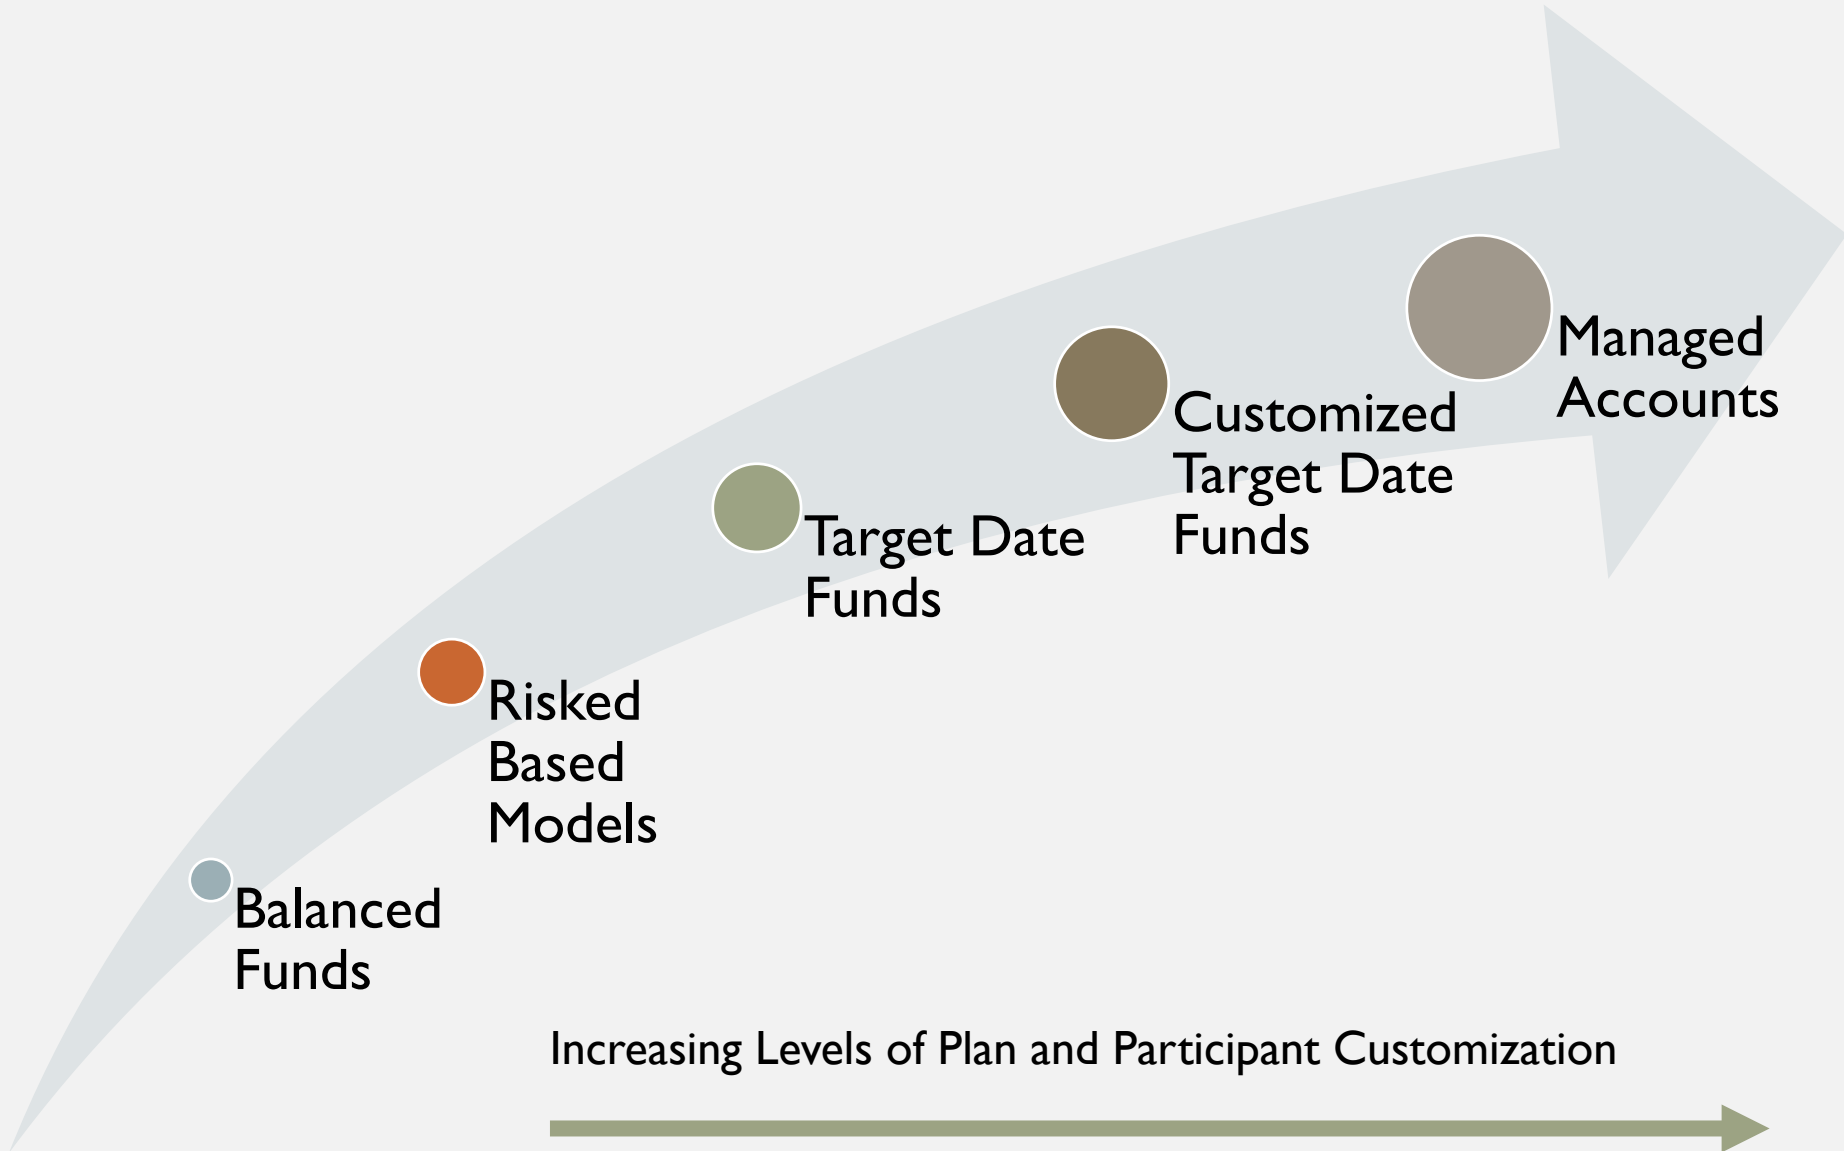 Managed
Accounts
Customized
Target Date
Funds
Target Date
Funds
Risked
Based
Models
Balanced
Funds
Increasing Levels of Plan and Participant Customization